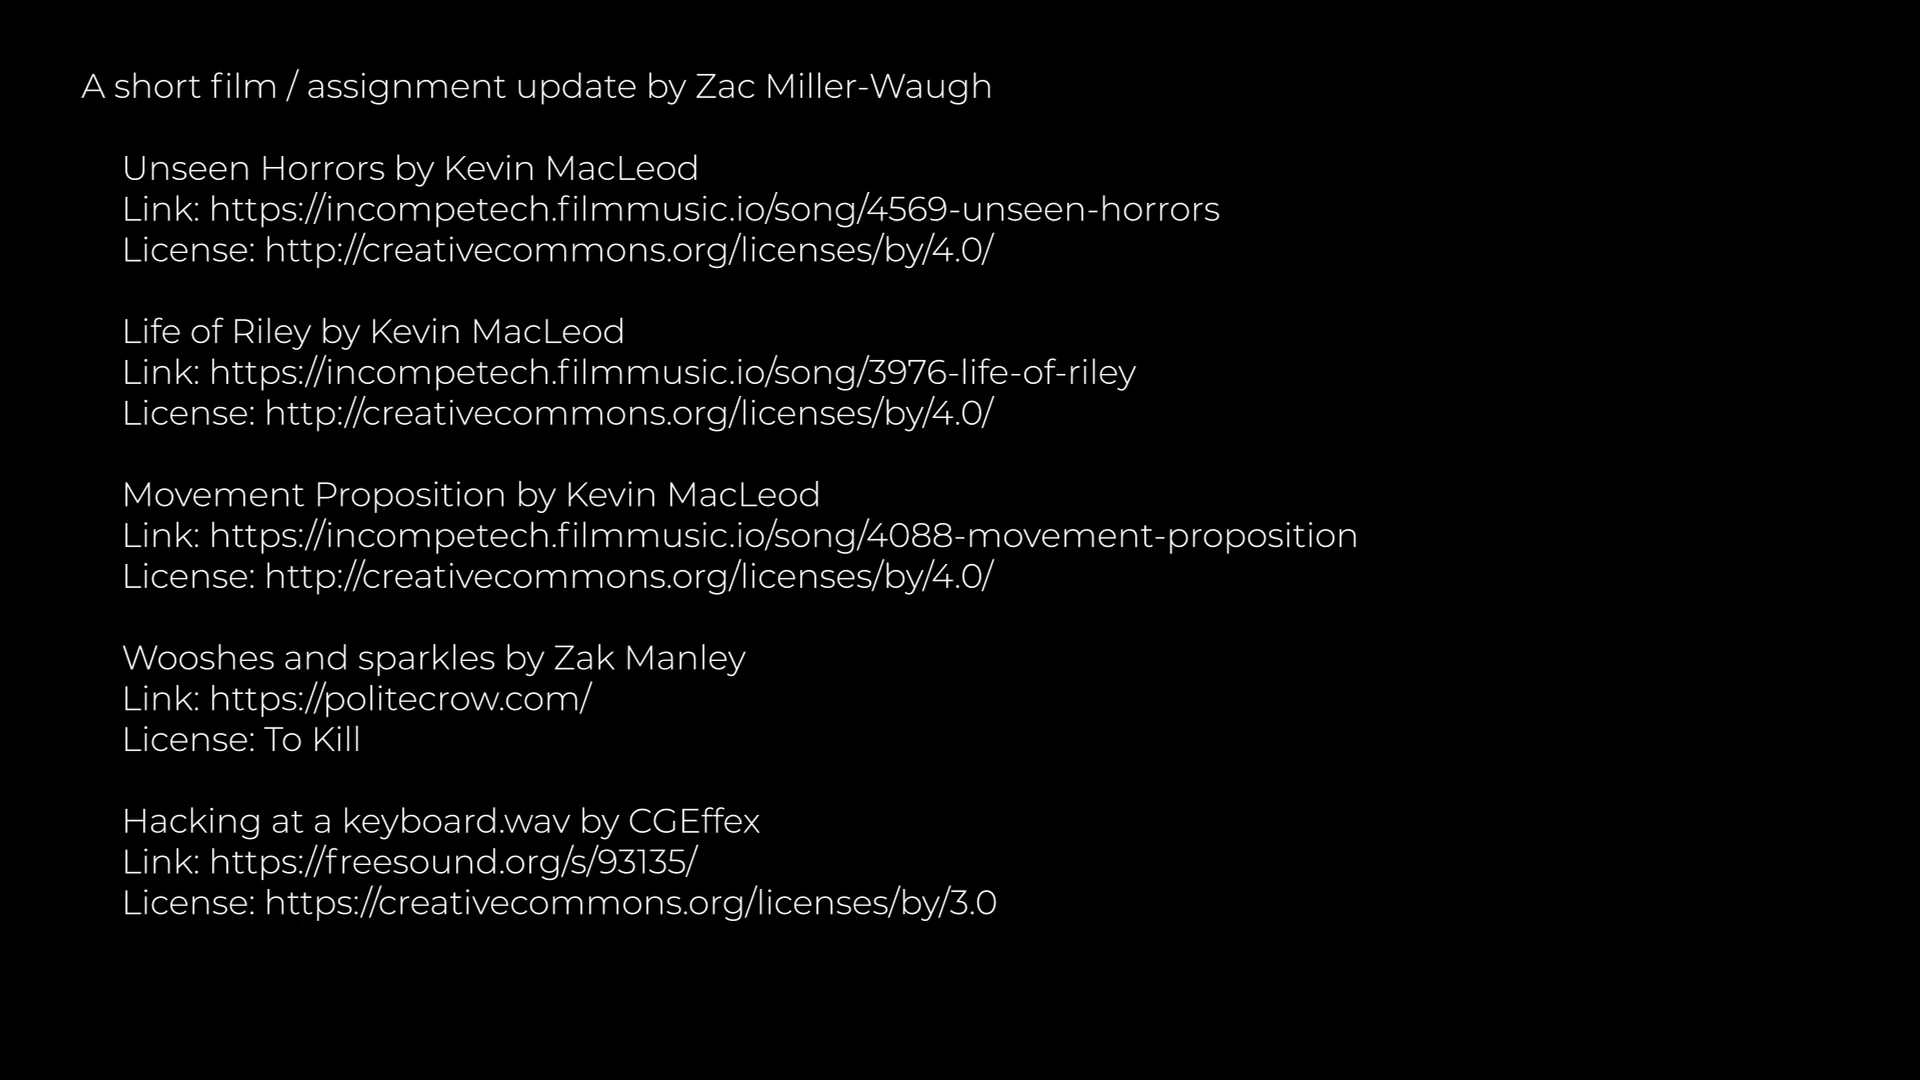 A short film / assignment update by Zac Miller-Waugh
Unseen Horrors by Kevin MacLeod
Link: https://incompetech.filmmusic.io/song/4569-unseen-horrors
License: http://creativecommons.org/licenses/by/4.0/
Life of Riley by Kevin MacLeod
Link: https://incompetech.filmmusic.io/song/3976-life-of-riley
License: http://creativecommons.org/licenses/by/4.0/
Movement Proposition by Kevin MacLeod
Link: https://incompetech.filmmusic.io/song/4088-movement-proposition
License: http://creativecommons.org/licenses/by/4.0/
Wooshes and sparkles by Zak Manley
Link: https://politecrow.com/
License: To Kill
Hacking at a keyboard.wav by CGEffex
Link: https://freesound.org/s/93135/
License: https://creativecommons.org/licenses/by/3.0